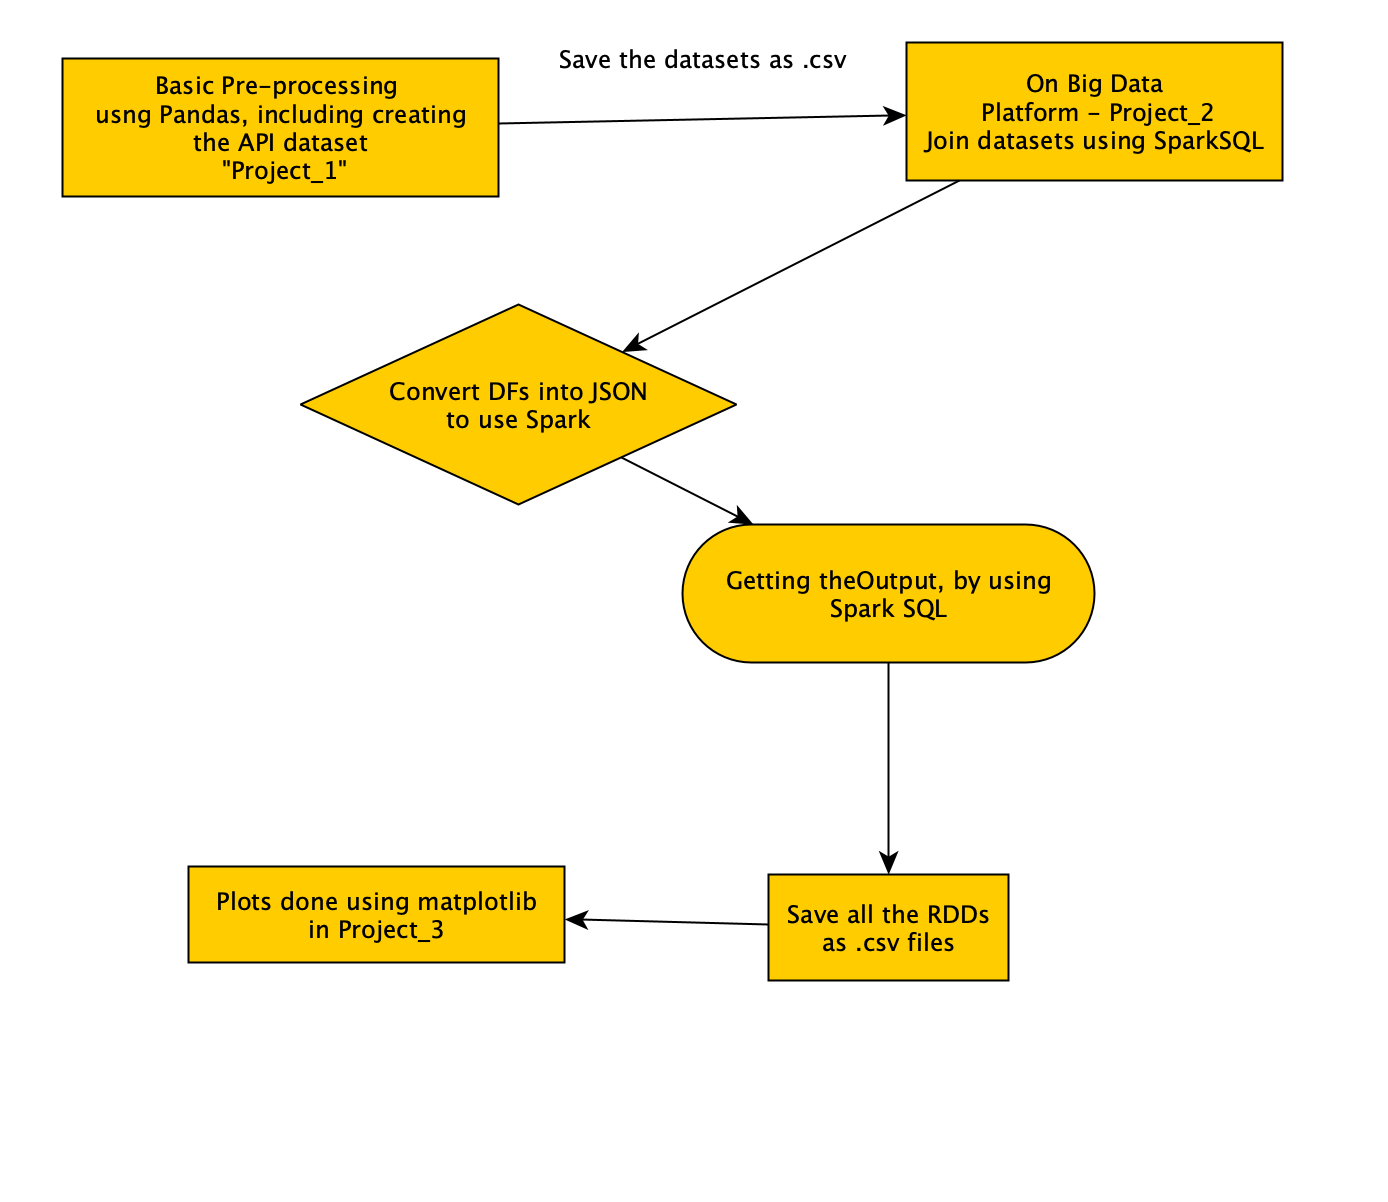 Basic Pre-processing
usng Pandas, including creating
the API dataset
"Project_1"
Save the datasets as .csv
On Big Data
Platform - Project_2
Join datasets using SparkSQL
Convert DFs into JSON
to use Spark
Getting theOutput, by using
Spark SQL
Save all the RDDs
as .csv files
Plots done using matplotlib
in Project_3